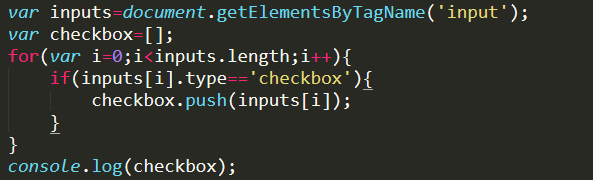 var inputs=document.getElementsByTagName('input');
var checkbox=[];
for(var i=0;i<inputs.length;i++){
    if(inputs[i].type=='checkbox'){
        checkbox.push(inputs[i]);
    }
}
console.log(checkbox);